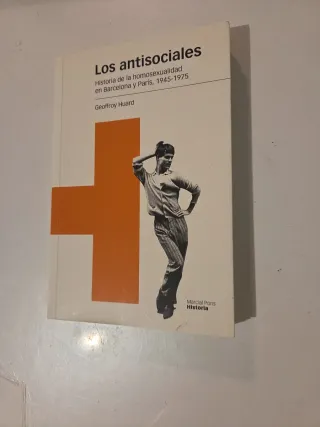 Los antisociales
Historia de la homosexualidad
en Barcelona y París, 1945-1975
Geoffroy Huard
Marcial Pons
Historia